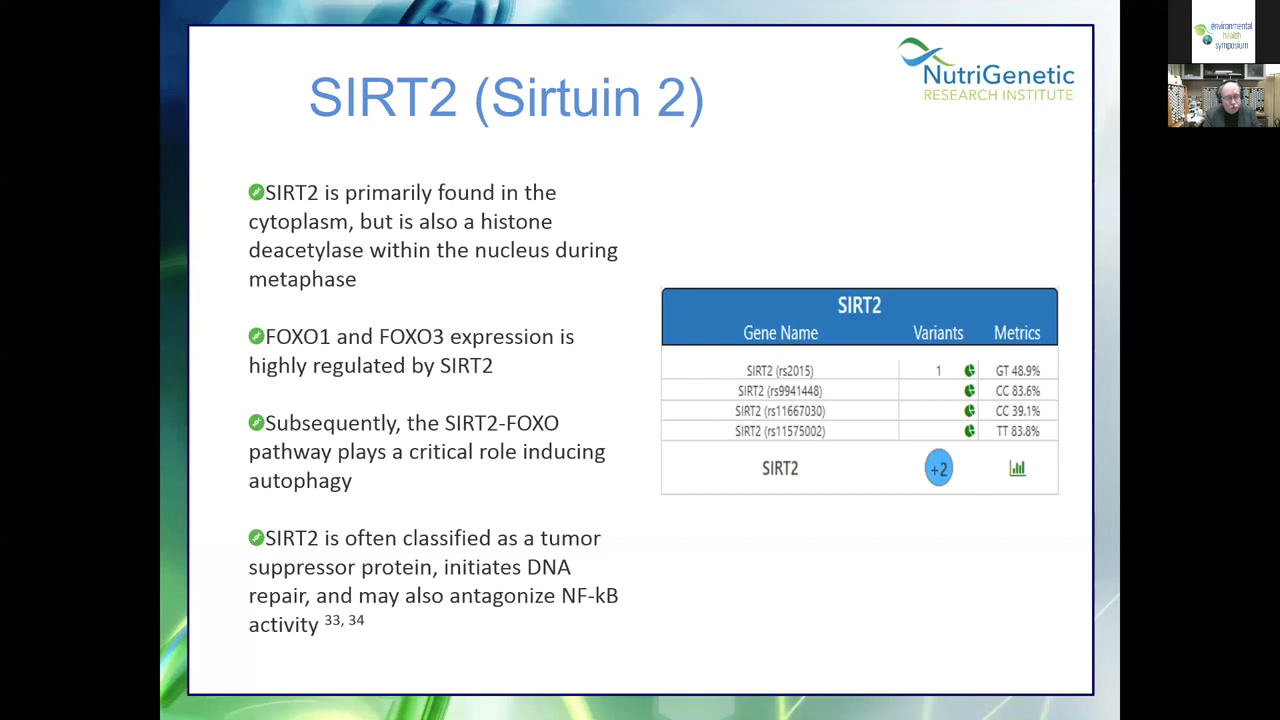 SIRT2 (Sirtuin 2)
NutriGenetic
RESEARCH INSTITUTE
environmental
health
symposium
SIRT2 is primarily found in the
cytoplasm, but is also a histone
deacetylase within the nucleus during
metaphase
FOXO1 and FOXO3 expression is
highly regulated by SIRT2
Subsequently, the SIRT2-FOXO
pathway plays a critical role inducing
autophagy
SIRT2 is often classified as a tumor
suppressor protein, initiates DNA
repair, and may also antagonize NF-kB
activity 33, 34
SIRT2
Gene Name Variants Metrics
SIRT2 (rs2015) 1 GT 48.9%
SIRT2 (rs9941448) CC 83.6%
SIRT2 (rs11667030) CC 39.1%
SIRT2 (rs11575002) TT 83.8%
SIRT2 +2